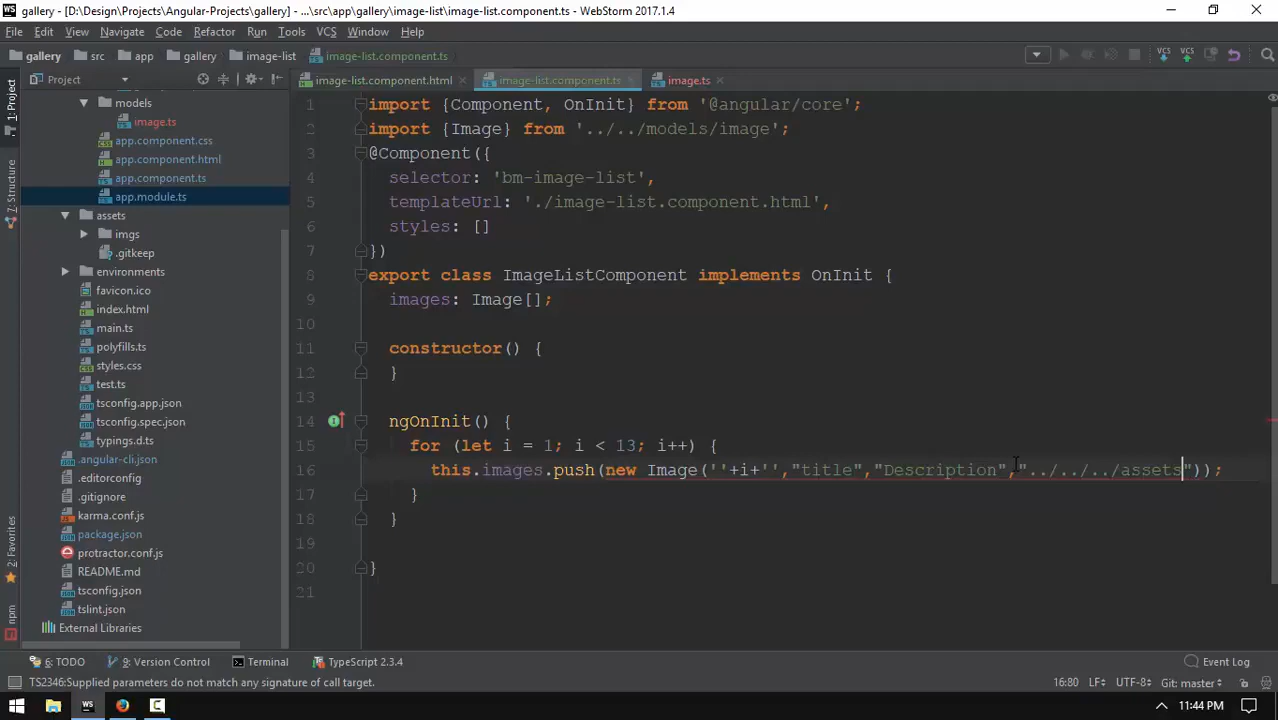 gallery - [D:\Design\Projects\Angular-Projects\gallery] - ...\src\app\gallery\image-list\image-list.component.ts - WebStorm 2017.1.4
File Edit View Navigate Code Refactor Run Tools VCS Window Help
gallery src app gallery image-list image-list.component.ts
1: Project
7: Structure
2: Favorites
npm
Project
models
image.ts
app.component.css
app.component.html
app.component.ts
app.module.ts
assets
imgs
.gitkeep
environments
favicon.ico
index.html
main.ts
polyfills.ts
styles.css
test.ts
tsconfig.app.json
tsconfig.spec.json
typings.d.ts
.angular-cli.json
.editorconfig
.gitignore
karma.conf.js
package.json
protractor.conf.js
README.md
tsconfig.json
tslint.json
External Libraries
image-list.component.html image-list.component.ts image.ts
1 import {Component, OnInit} from '@angular/core';
2 import {Image} from '../../models/image';
3 @Component({
4 selector: 'bm-image-list',
5 templateUrl: './image-list.component.html',
6 styles: []
7 })
8 export class ImageListComponent implements OnInit {
9 images: Image[];
10
11 constructor() {
12 }
13
14 ngOnInit() {
15 for (let i = 1; i < 13; i++) {
16 this.images.push(new Image(''+i+'',"title","Description","../../../assets"));
17 }
18 }
19
20 }
21
6: TODO 9: Version Control Terminal TypeScript 2.3.4 Event Log
TS2346:Supplied parameters do not match any signature of call target. 16:80 LF÷ UTF-8÷ Git: master÷
WS 11:44 PM